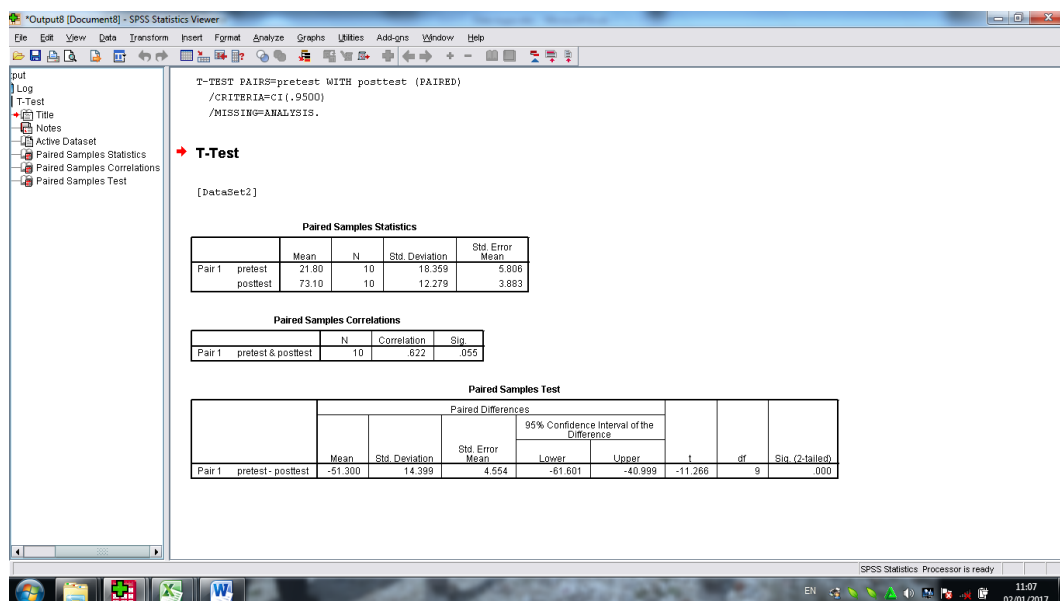 *Output8 [Document8] - SPSS Statistics Viewer
File Edit View Data Transform Insert Format Analyze Graphs Utilities Add-ons Window Help
put
Log
T-Test
Title
Notes
Active Dataset
Paired Samples Statistics
Paired Samples Correlations
Paired Samples Test
T-TEST PAIRS=pretest WITH posttest (PAIRED)
/CRITERIA=CI(.9500)
/MISSING=ANALYSIS.
T-Test
[DataSet2]
Paired Samples Statistics
Mean N Std. Deviation Std. Error Mean
Pair 1 pretest 21.80 10 18.359 5.806
posttest 73.10 10 12.279 3.883
Paired Samples Correlations
N Correlation Sig.
Pair 1 pretest & posttest 10 .622 .055
Paired Samples Test
Paired Differences
95% Confidence Interval of the Difference
Mean Std. Deviation Std. Error Mean Lower Upper t df Sig. (2-tailed)
Pair 1 pretest - posttest -51.300 14.399 4.554 -61.601 -40.999 -11.266 9 .000
SPSS Statistics Processor is ready
EN 11:07
02/01/2017